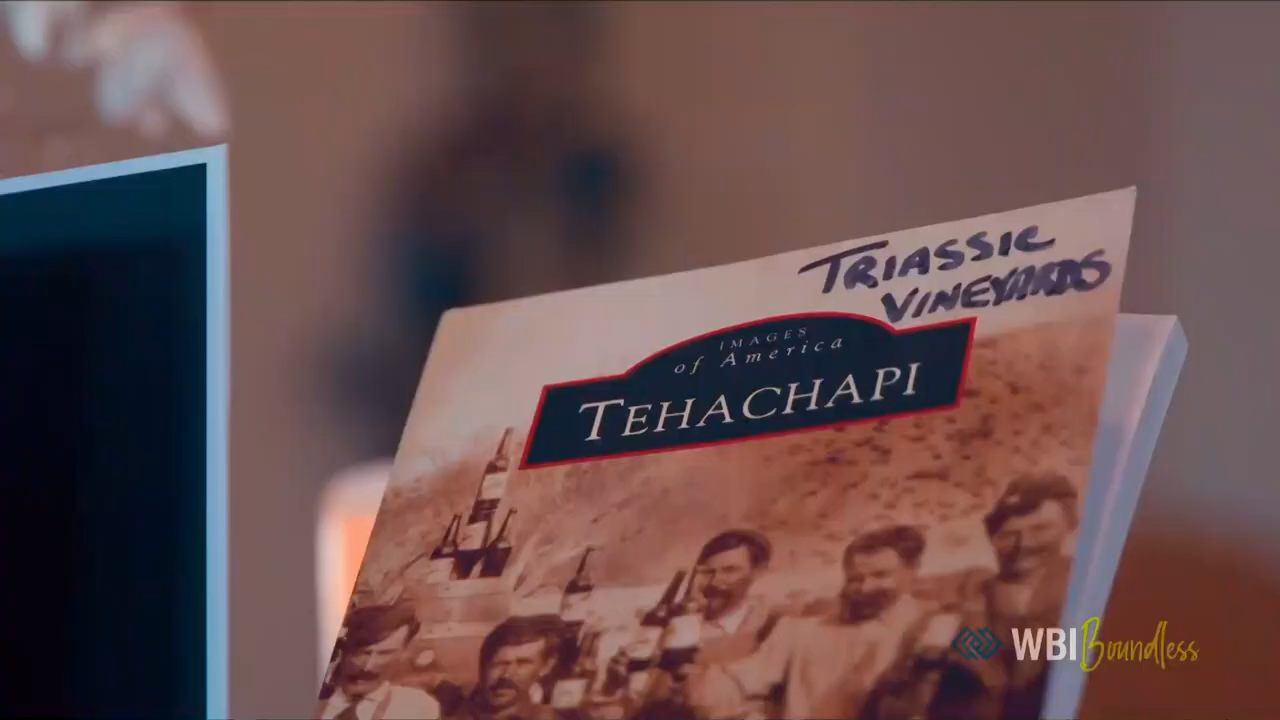 TRIASSIC
VINEYARDS
IMAGES
of America
TEHACHAPI
WBI Boundless